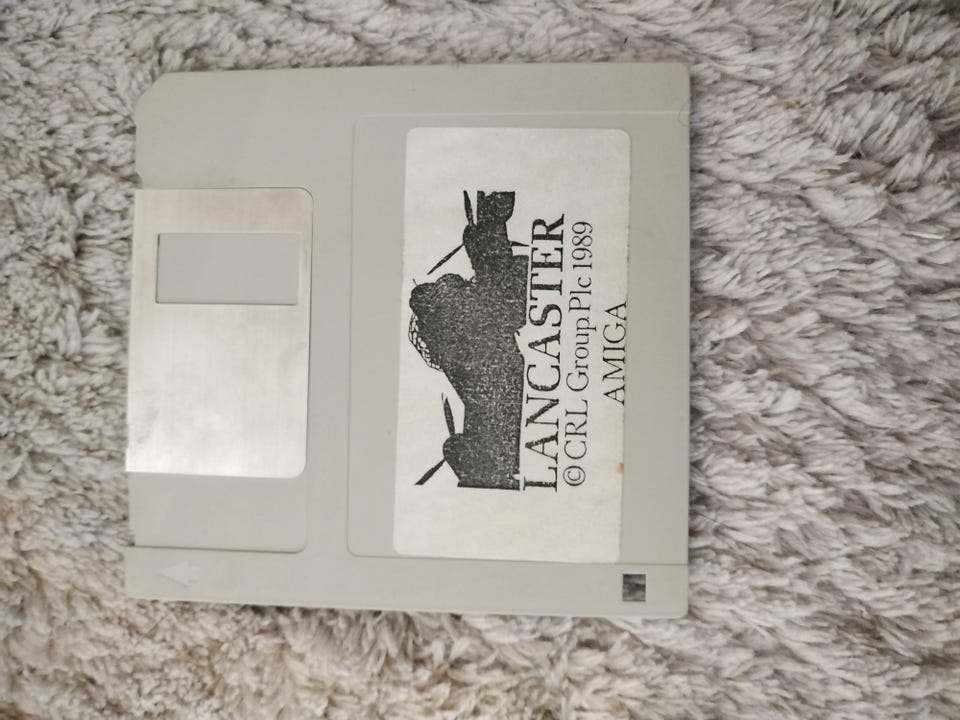 LANCASTER
© CRL Group.Plc 1989
AMIGA